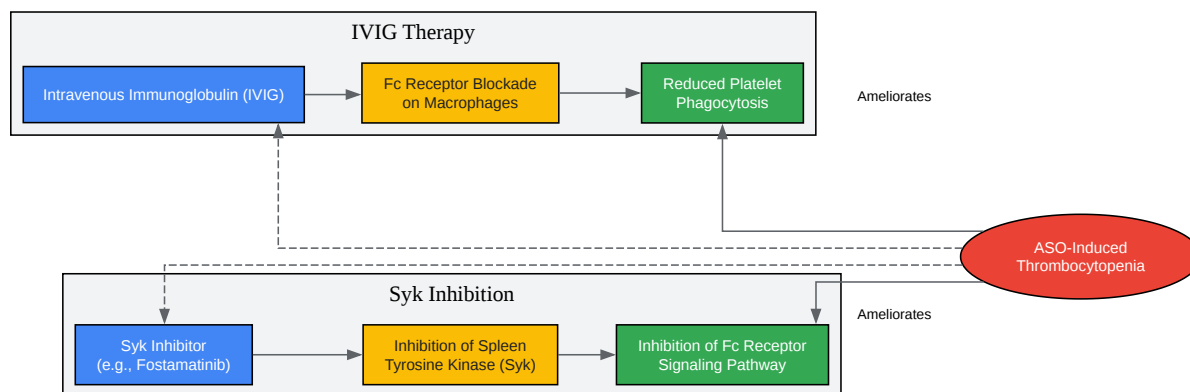 IVIG Therapy
Intravenous Immunoglobulin (IVIG)
Fc Receptor Blockade
on Macrophages
Reduced Platelet
Phagocytosis
Ameliorates
ASO-Induced
Thrombocytopenia
Syk Inhibition
Ameliorates
Syk Inhibitor
(e.g., Fostamatinib)
Inhibition of Spleen
Tyrosine Kinase (Syk)
Inhibition of Fc Receptor
Signaling Pathway